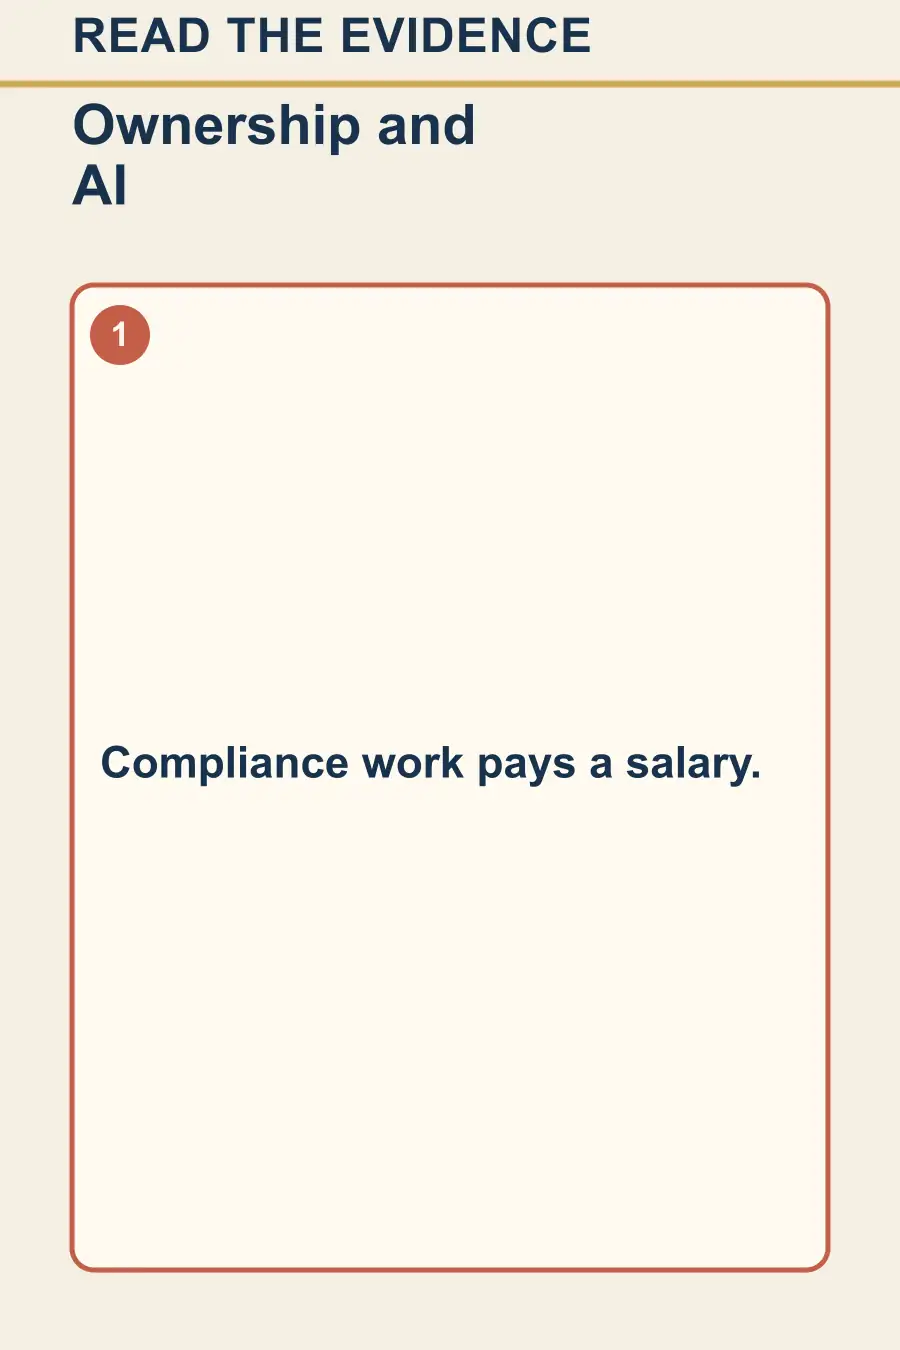 READ THE EVIDENCE
Ownership and
AI
1
Compliance work pays a salary.